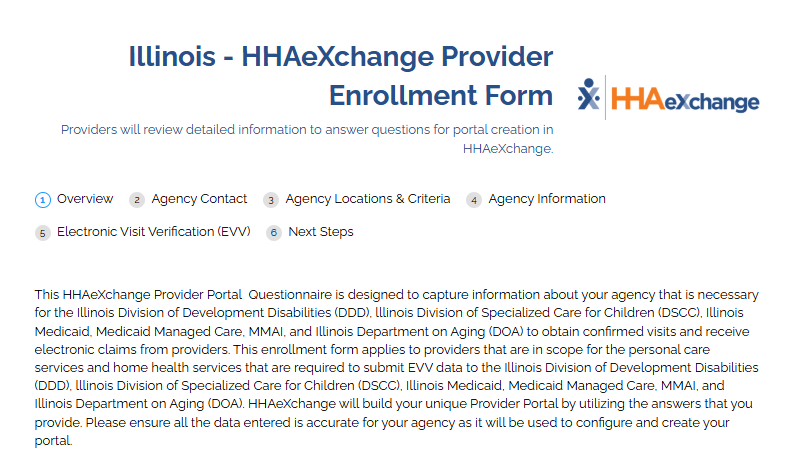 Illinois - HHAeXchange Provider
Enrollment Form
HHAeXchange
Providers will review detailed information to answer questions for portal creation in
HHAeXchange.
1 Overview 2 Agency Contact 3 Agency Locations & Criteria 4 Agency Information
5 Electronic Visit Verification (EVV) 6 Next Steps
This HHAeXchange Provider Portal Questionnaire is designed to capture information about your agency that is necessary
for the Illinois Division of Development Disabilities (DDD), lllinois Division of Specialized Care for Children (DSCC), Illinois
Medicaid, Medicaid Managed Care, MMAI, and Illinois Department on Aging (DOA) to obtain confirmed visits and receive
electronic claims from providers. This enrollment form applies to providers that are in scope for the personal care
services and home health services that are required to submit EVV data to the Illinois Division of Development Disabilities
(DDD), lllinois Division of Specialized Care for Children (DSCC), Illinois Medicaid, Medicaid Managed Care, MMAI, and
Illinois Department on Aging (DOA). HHAeXchange will build your unique Provider Portal by utilizing the answers that you
provide. Please ensure all the data entered is accurate for your agency as it will be used to configure and create your
portal.